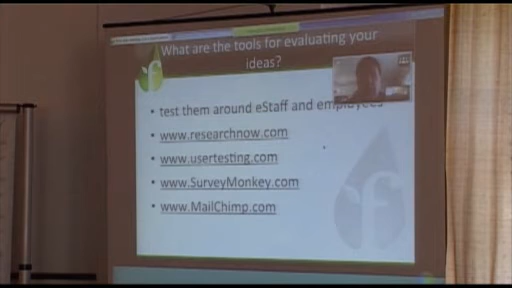 What are the tools for evaluating your
ideas?
• test them around eStaff and employees
• www.researchnow.com
• www.usertesting.com
• www.SurveyMonkey.com
• www.MailChimp.com